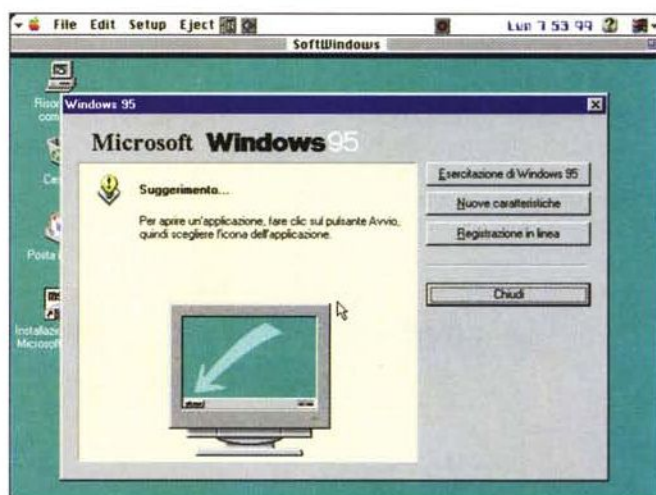 File Edit Setup Eject
Lun 7 53 99
SoftWindows
Windows 95
Microsoft Windows 95
Suggerimento...
Per aprire un'applicazione, fare clic sul pulsante Avvio,
quindi scegliere l'icona dell'applicazione.
Esercitazione di Windows 95
Nuove caratteristiche
Registrazione in linea
Chiudi
Posta
Microsoft